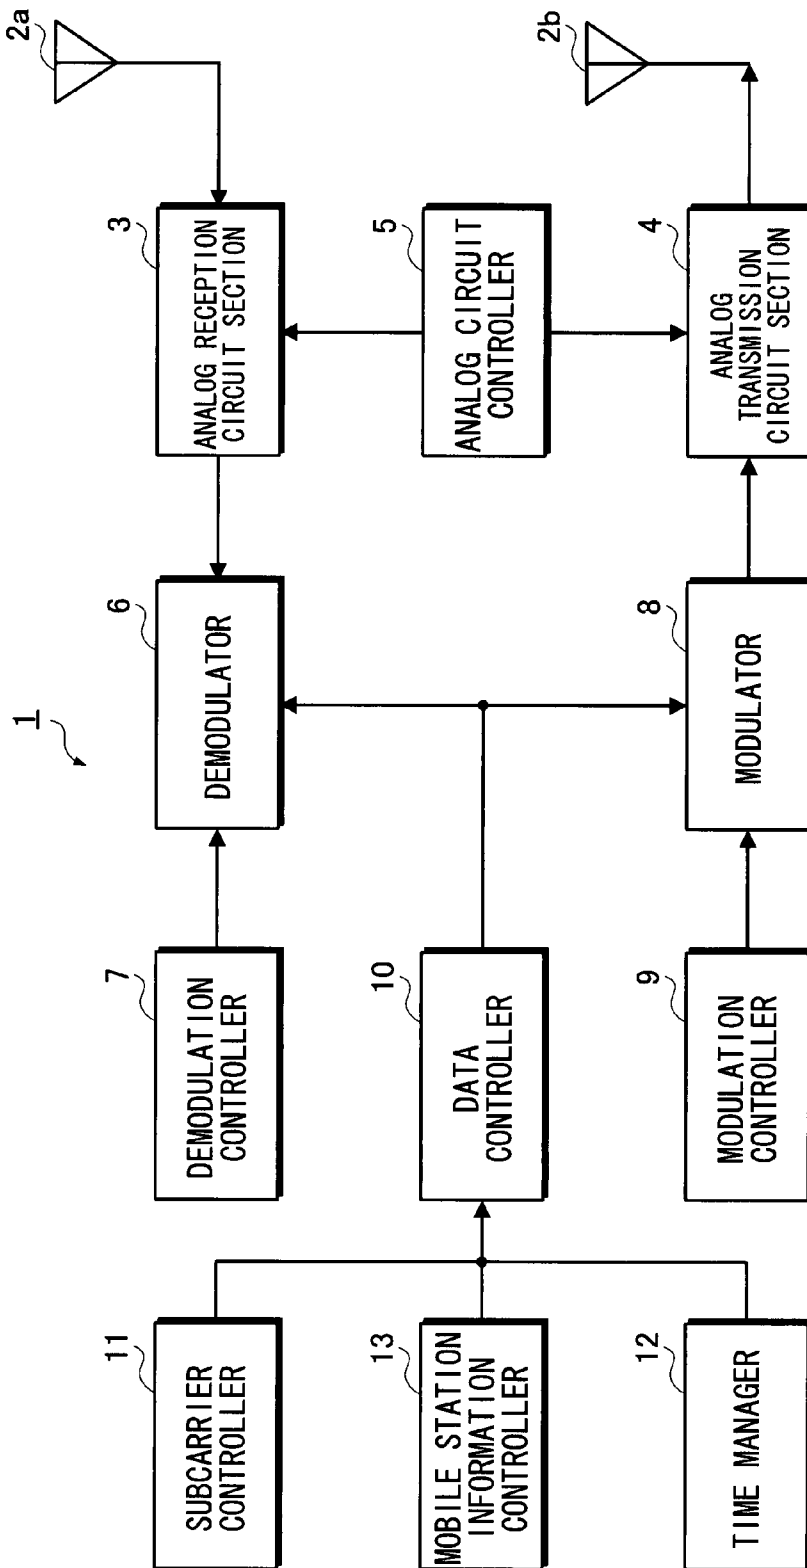 1
2a
3
ANALOG RECEPTION
CIRCUIT SECTION
6
DEMODULATOR
7
DEMODULATION
CONTROLLER
11
SUBCARRIER
CONTROLLER
5
ANALOG CIRCUIT
CONTROLLER
10
DATA
CONTROLLER
13
MOBILE STATION
INFORMATION
CONTROLLER
2b
4
ANALOG
TRANSMISSION
CIRCUIT SECTION
8
MODULATOR
9
MODULATION
CONTROLLER
12
TIME MANAGER